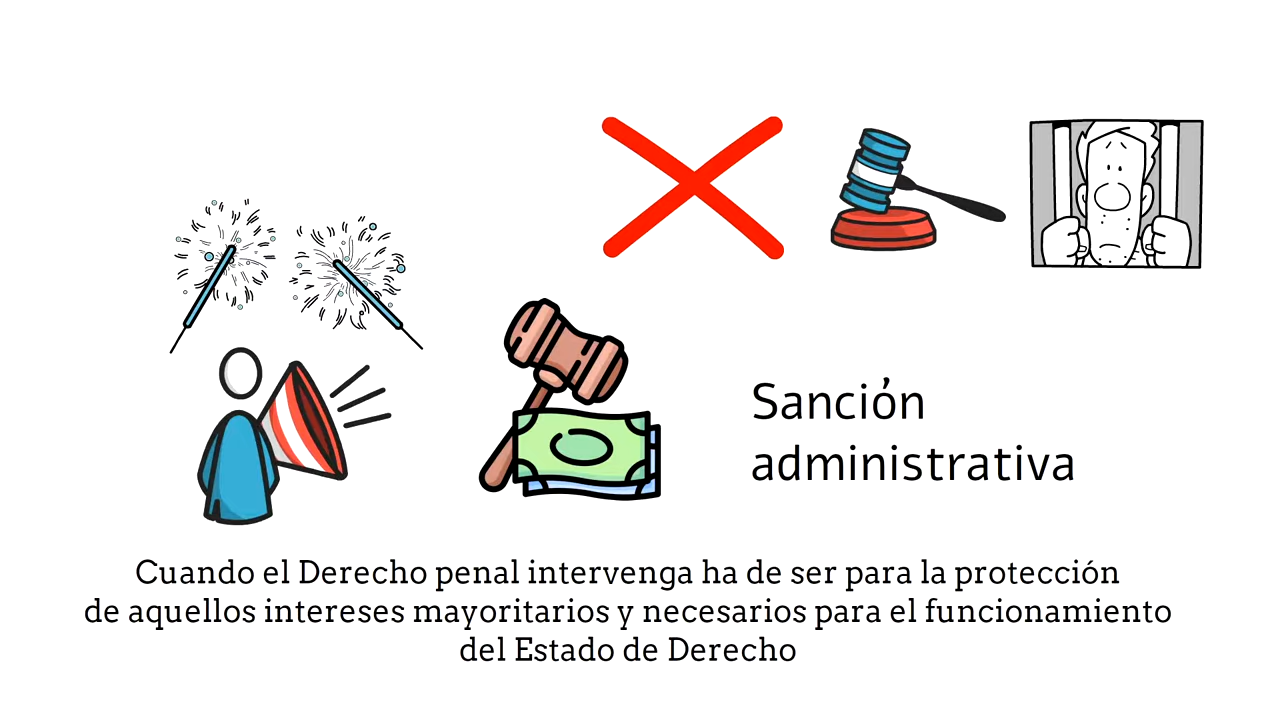 Sanción
administrativa
Cuando el Derecho penal intervenga ha de ser para la protección
de aquellos intereses mayoritarios y necesarios para el funcionamiento
del Estado de Derecho